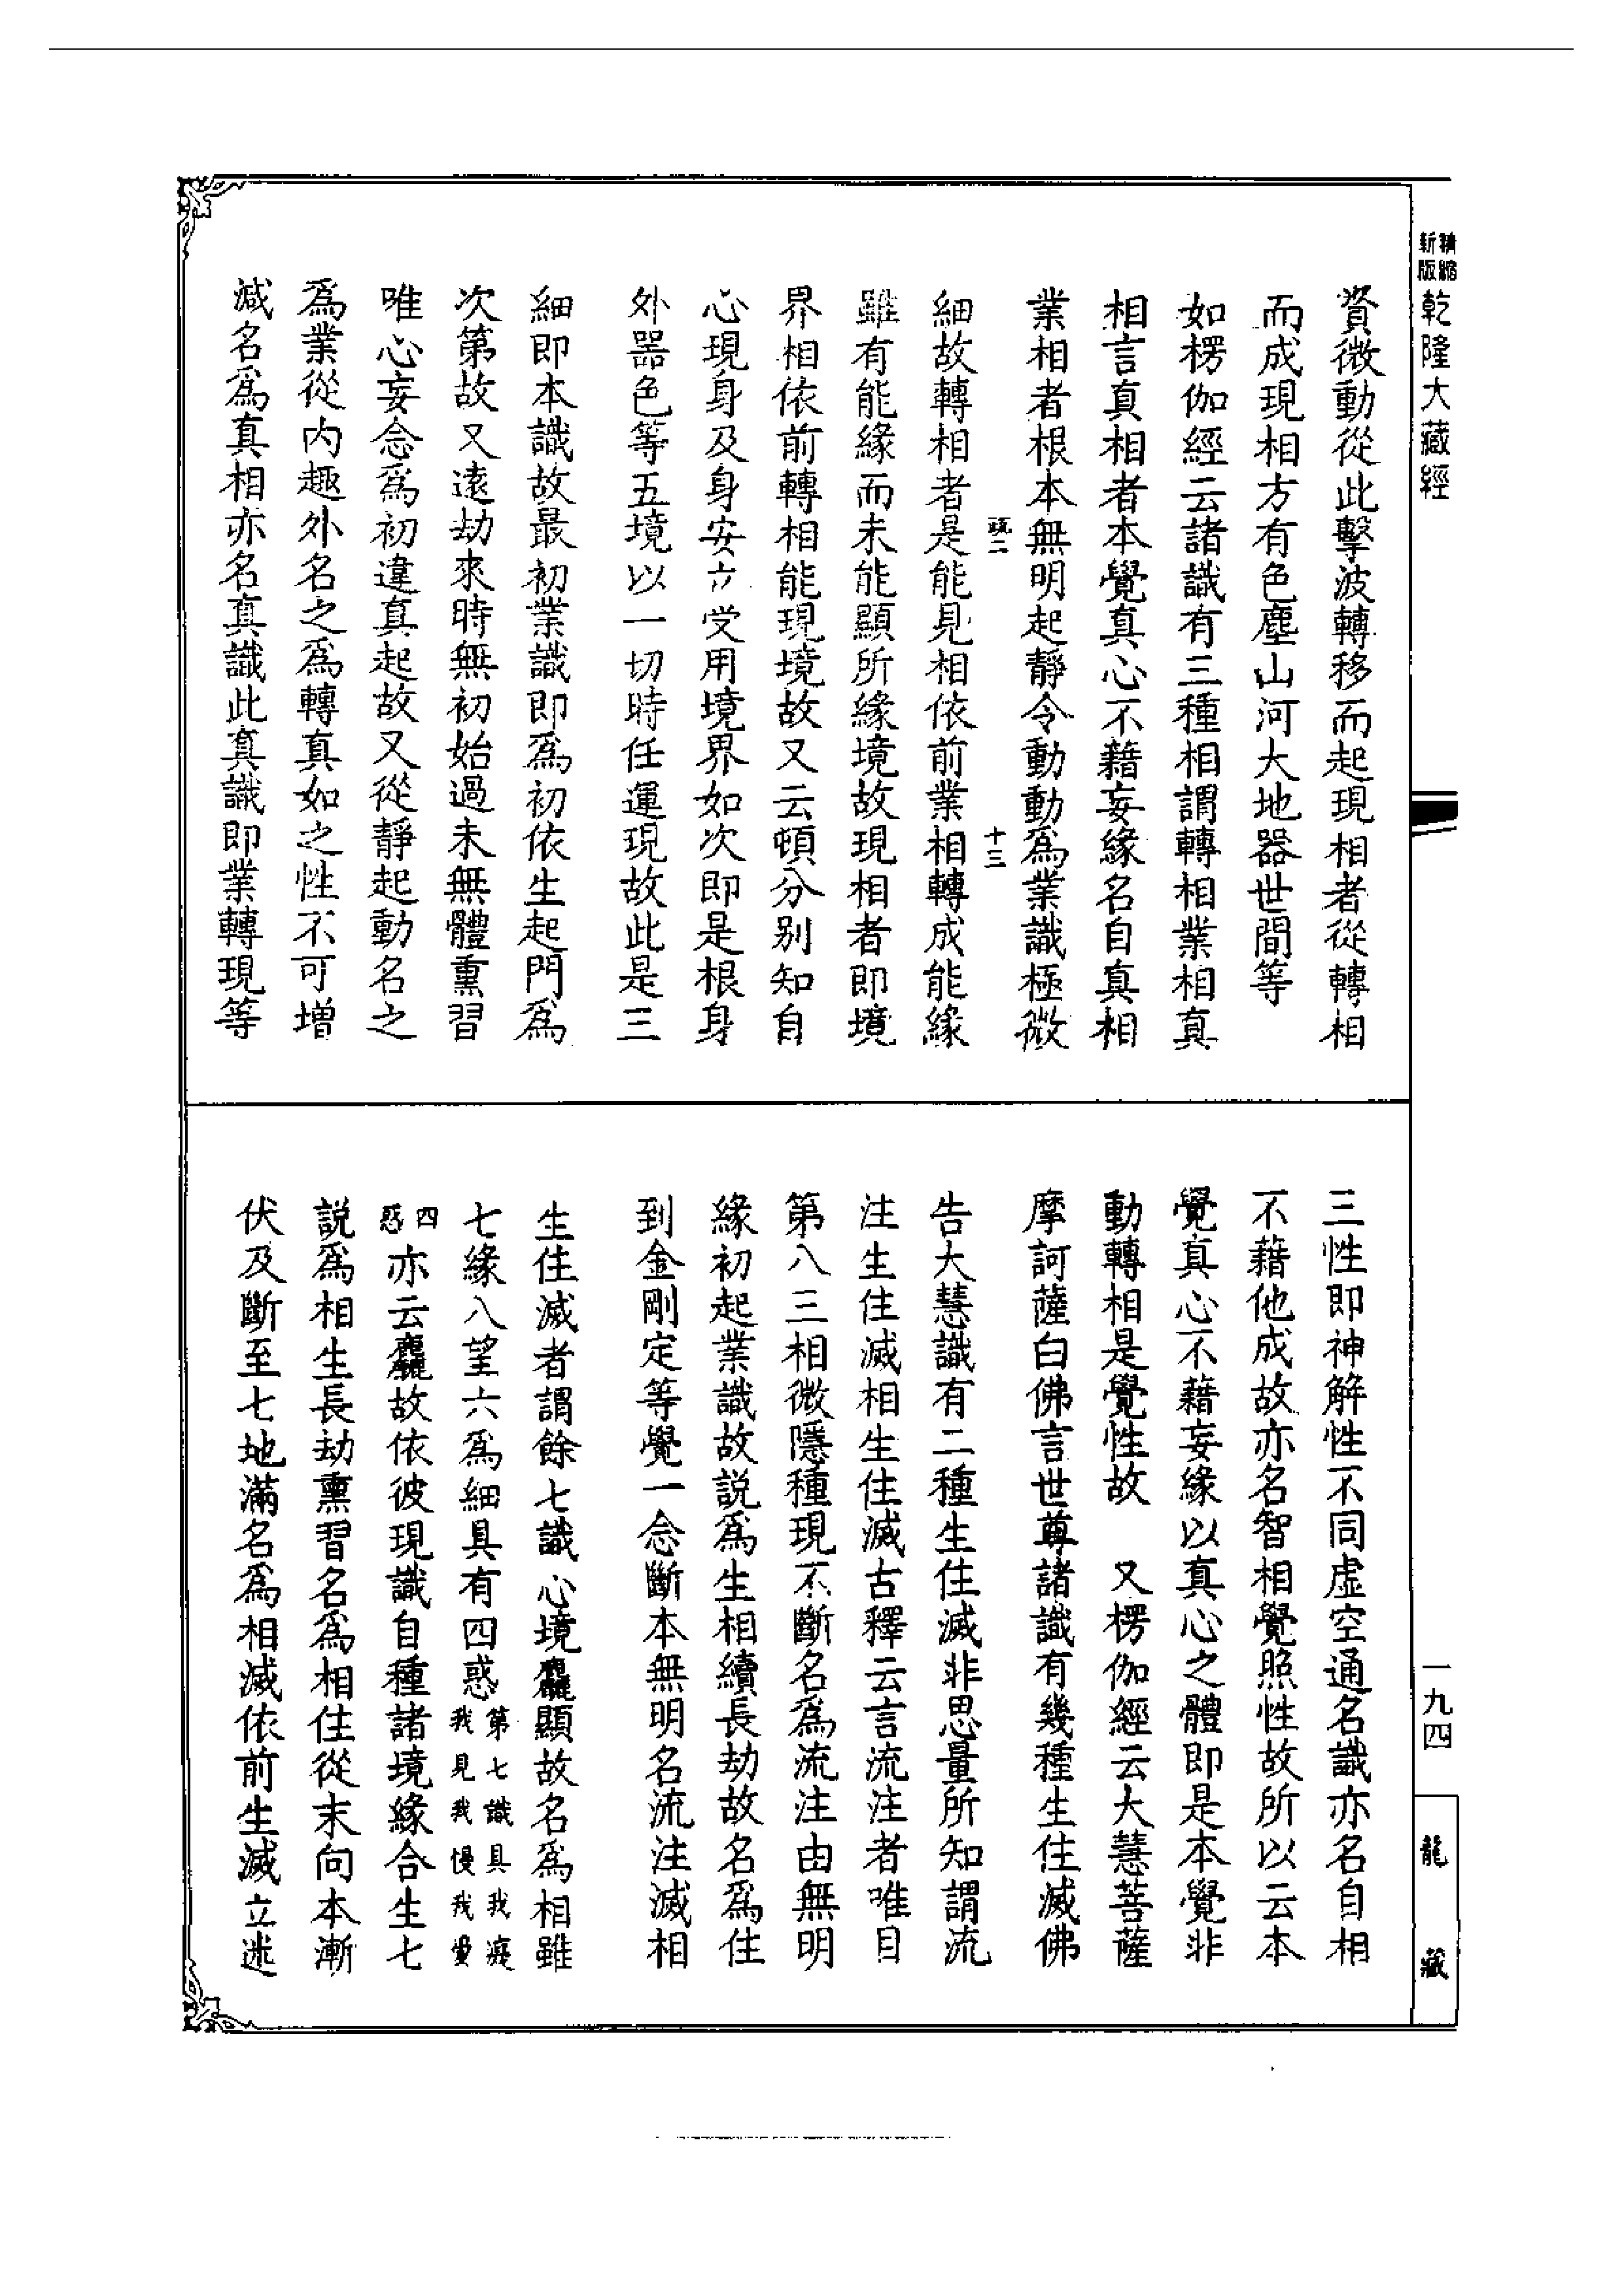 精縮新版乾隆大藏經
資微動從此擊波轉移而起現相者從轉相
而成現相方有色塵山河大地器世間等
如楞伽經云諸識有三種相謂轉相業相真
相言真相者本覺真心不藉妄緣名自真相
業相者根本無明起靜令動動為業識極微
十三
細故轉相者是能見相依前業相轉成能緣
雖有能緣而未能顯所緣境故現相者即境
界相依前轉相能現境故又云頓分別知自
心現身及身安立受用境界如次即是根身
外器色等五境以一切時任運現故此是三
細即本識故最初業識即為初依生起門為
次第故又遠劫來時無初始過未無體熏習
唯心妄念為初違真起故又從靜起動名之
為業從內趣外名之為轉真如之性不可增
減名為真相亦名真識此真識即業轉現等
三性即神解性不同虛空通名識亦名自相
不藉他成故亦名智相覺照性故所以云本
覺真心不藉妄緣以真心之體即是本覺非
動轉相是覺性故　又楞伽經云大慧菩薩
摩訶薩白佛言世尊諸識有幾種生住滅佛
告大慧識有二種生住滅非思量所知謂流
注生住滅相生住滅古釋云言流注者唯目
第八三相微隱種現不斷名為流注由無明
緣初起業識故說為生相續長劫故名為住
到金剛定等覺一念斷本無明名流注滅相
生住滅者謂餘七識心境麤顯故名為相雖
七緣八望六為細具有四惑第七識具我癡我見我慢我愛
四惑亦云麤故依彼現識自種諸境緣合生七
說為相生長劫熏習名為相住從末向本漸
伏及斷至七地滿名為相滅依前生滅立迷
一九四
龍藏